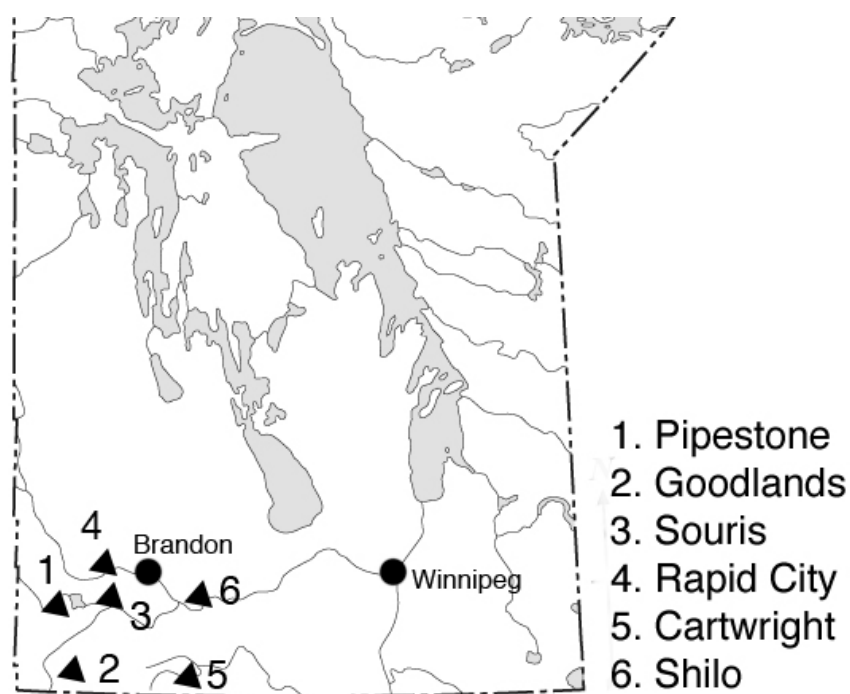 1. Pipestone
2. Goodlands
3. Souris
4. Rapid City
5. Cartwright
6. Shilo
4
Brandon
1
6
Winnipeg
3
2
5